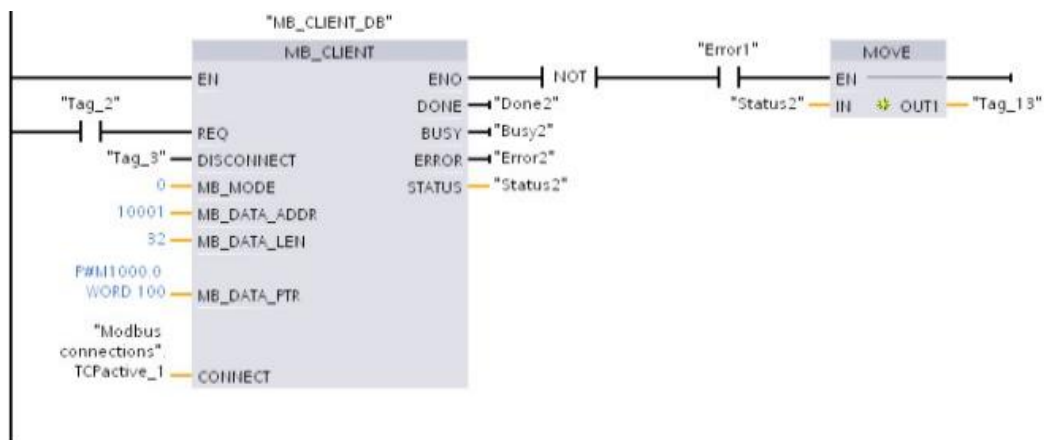 "MB_CLIENT_DB"
MB_CLIENT
"Error1"
MOVE
EN
ENO
NOT
EN
"Tag_2"
DONE
"Done2"
"Status2"
IN
OUT1
"Tag_13"
REQ
BUSY
"Busy2"
"Tag_3"
DISCONNECT
ERROR
"Error2"
0
MB_MODE
STATUS
"Status2"
10001
MB_DATA_ADDR
32
MB_DATA_LEN
P#M1000.0
WORD 100
MB_DATA_PTR
"Modbus
connections".
TCPactive_1
CONNECT